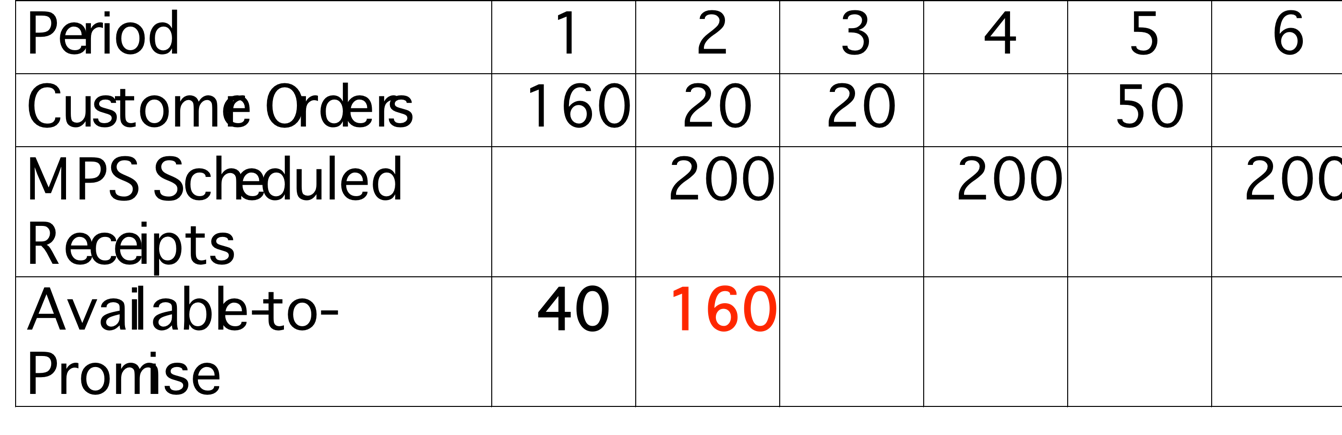 Period 1 2 3 4 5 6
Customer Orders 160 20 20 50
MPS Scheduled 200 200 200
Receipts
Available-to- 40 160
Promise